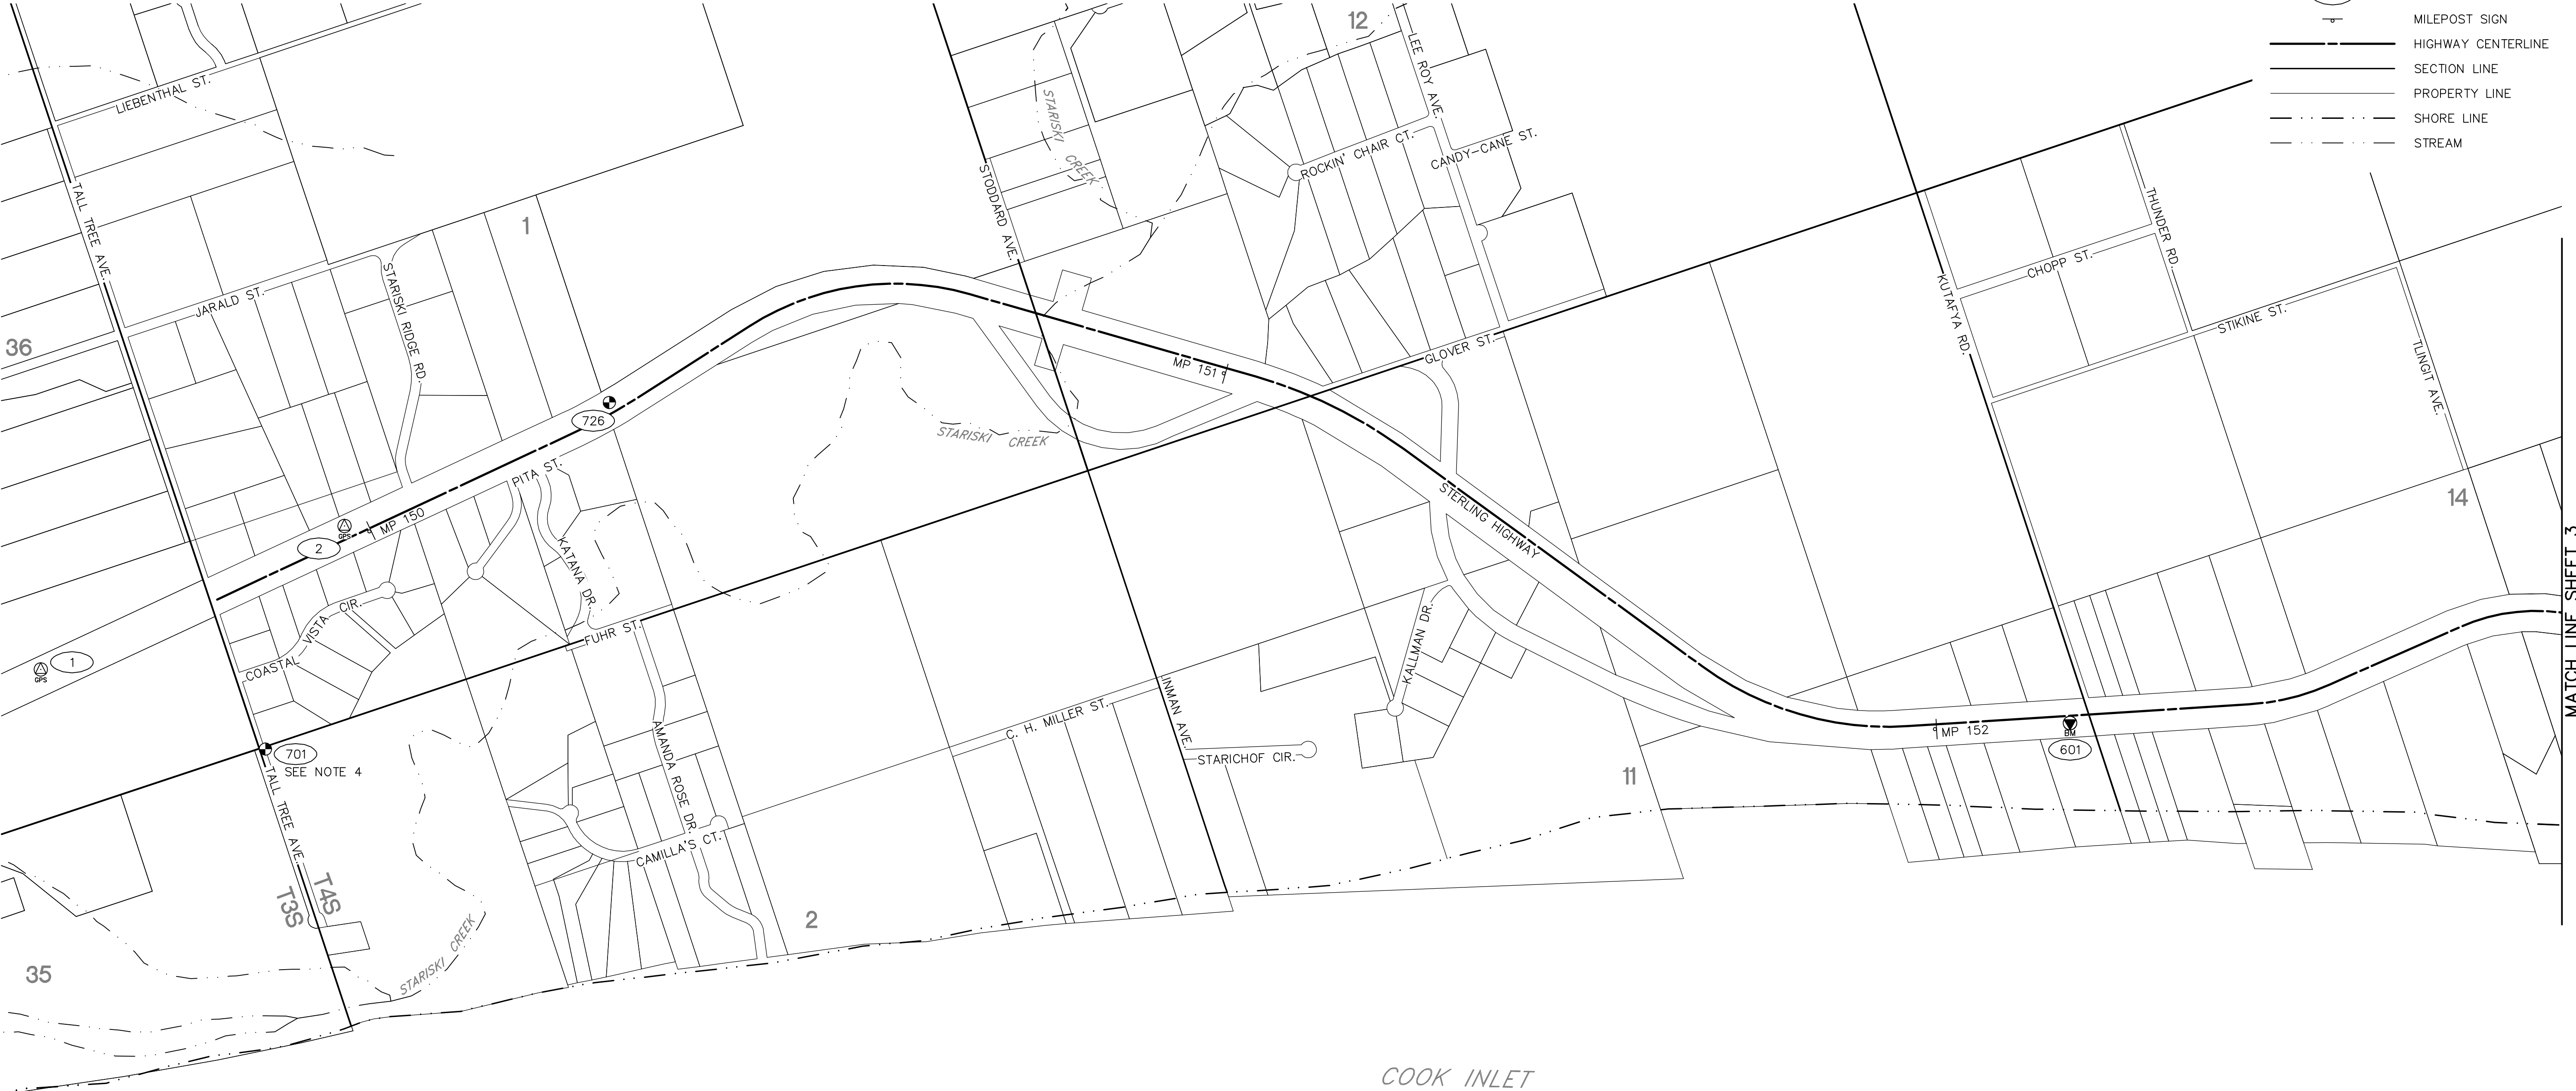 MILEPOST SIGN
HIGHWAY CENTERLINE
SECTION LINE
PROPERTY LINE
SHORE LINE
STREAM
12
LEE ROY AVE.
LIEBENTHAL ST.
STARISKI CREEK
ROCKIN' CHAIR CT.
CANDY-CANE ST.
TALL TREE AVE.
1
STODDARD AVE.
THUNDER RD.
CHOPP ST.
KUTAFYA RD.
STIKINE ST.
TLINGIT AVE.
JARALD ST.
STARISKI RIDGE RD.
36
GLOVER ST.
MP 151
726
STARISKI CREEK
PITA ST.
STERLING HIGHWAY
14
GPS
MP 150
2
KATANA DR.
MATCH LINE SHEET 3
VISTA CIR.
COASTAL
FUHR ST.
KALLMAN DR.
GPS
1
C. H. MILLER ST.
INMAN AVE.
AMANDA ROSE DR.
STARICHOF CIR.
MP 152
BM
601
701
SEE NOTE 4
11
TALL TREE AVE.
CAMILLA'S CT.
T3S
T4S
2
STARISKI CREEK
35
COOK INLET